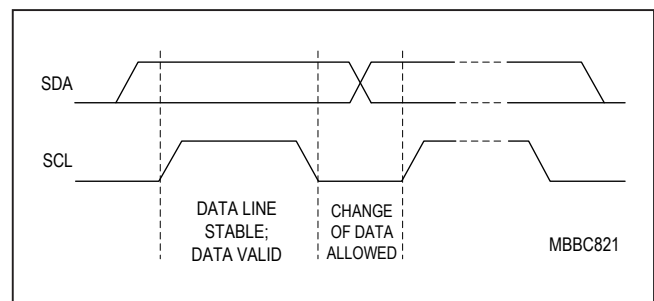 SDA
SCL
DATA LINE
STABLE;
DATA VALID
CHANGE
OF DATA
ALLOWED
MBBC821